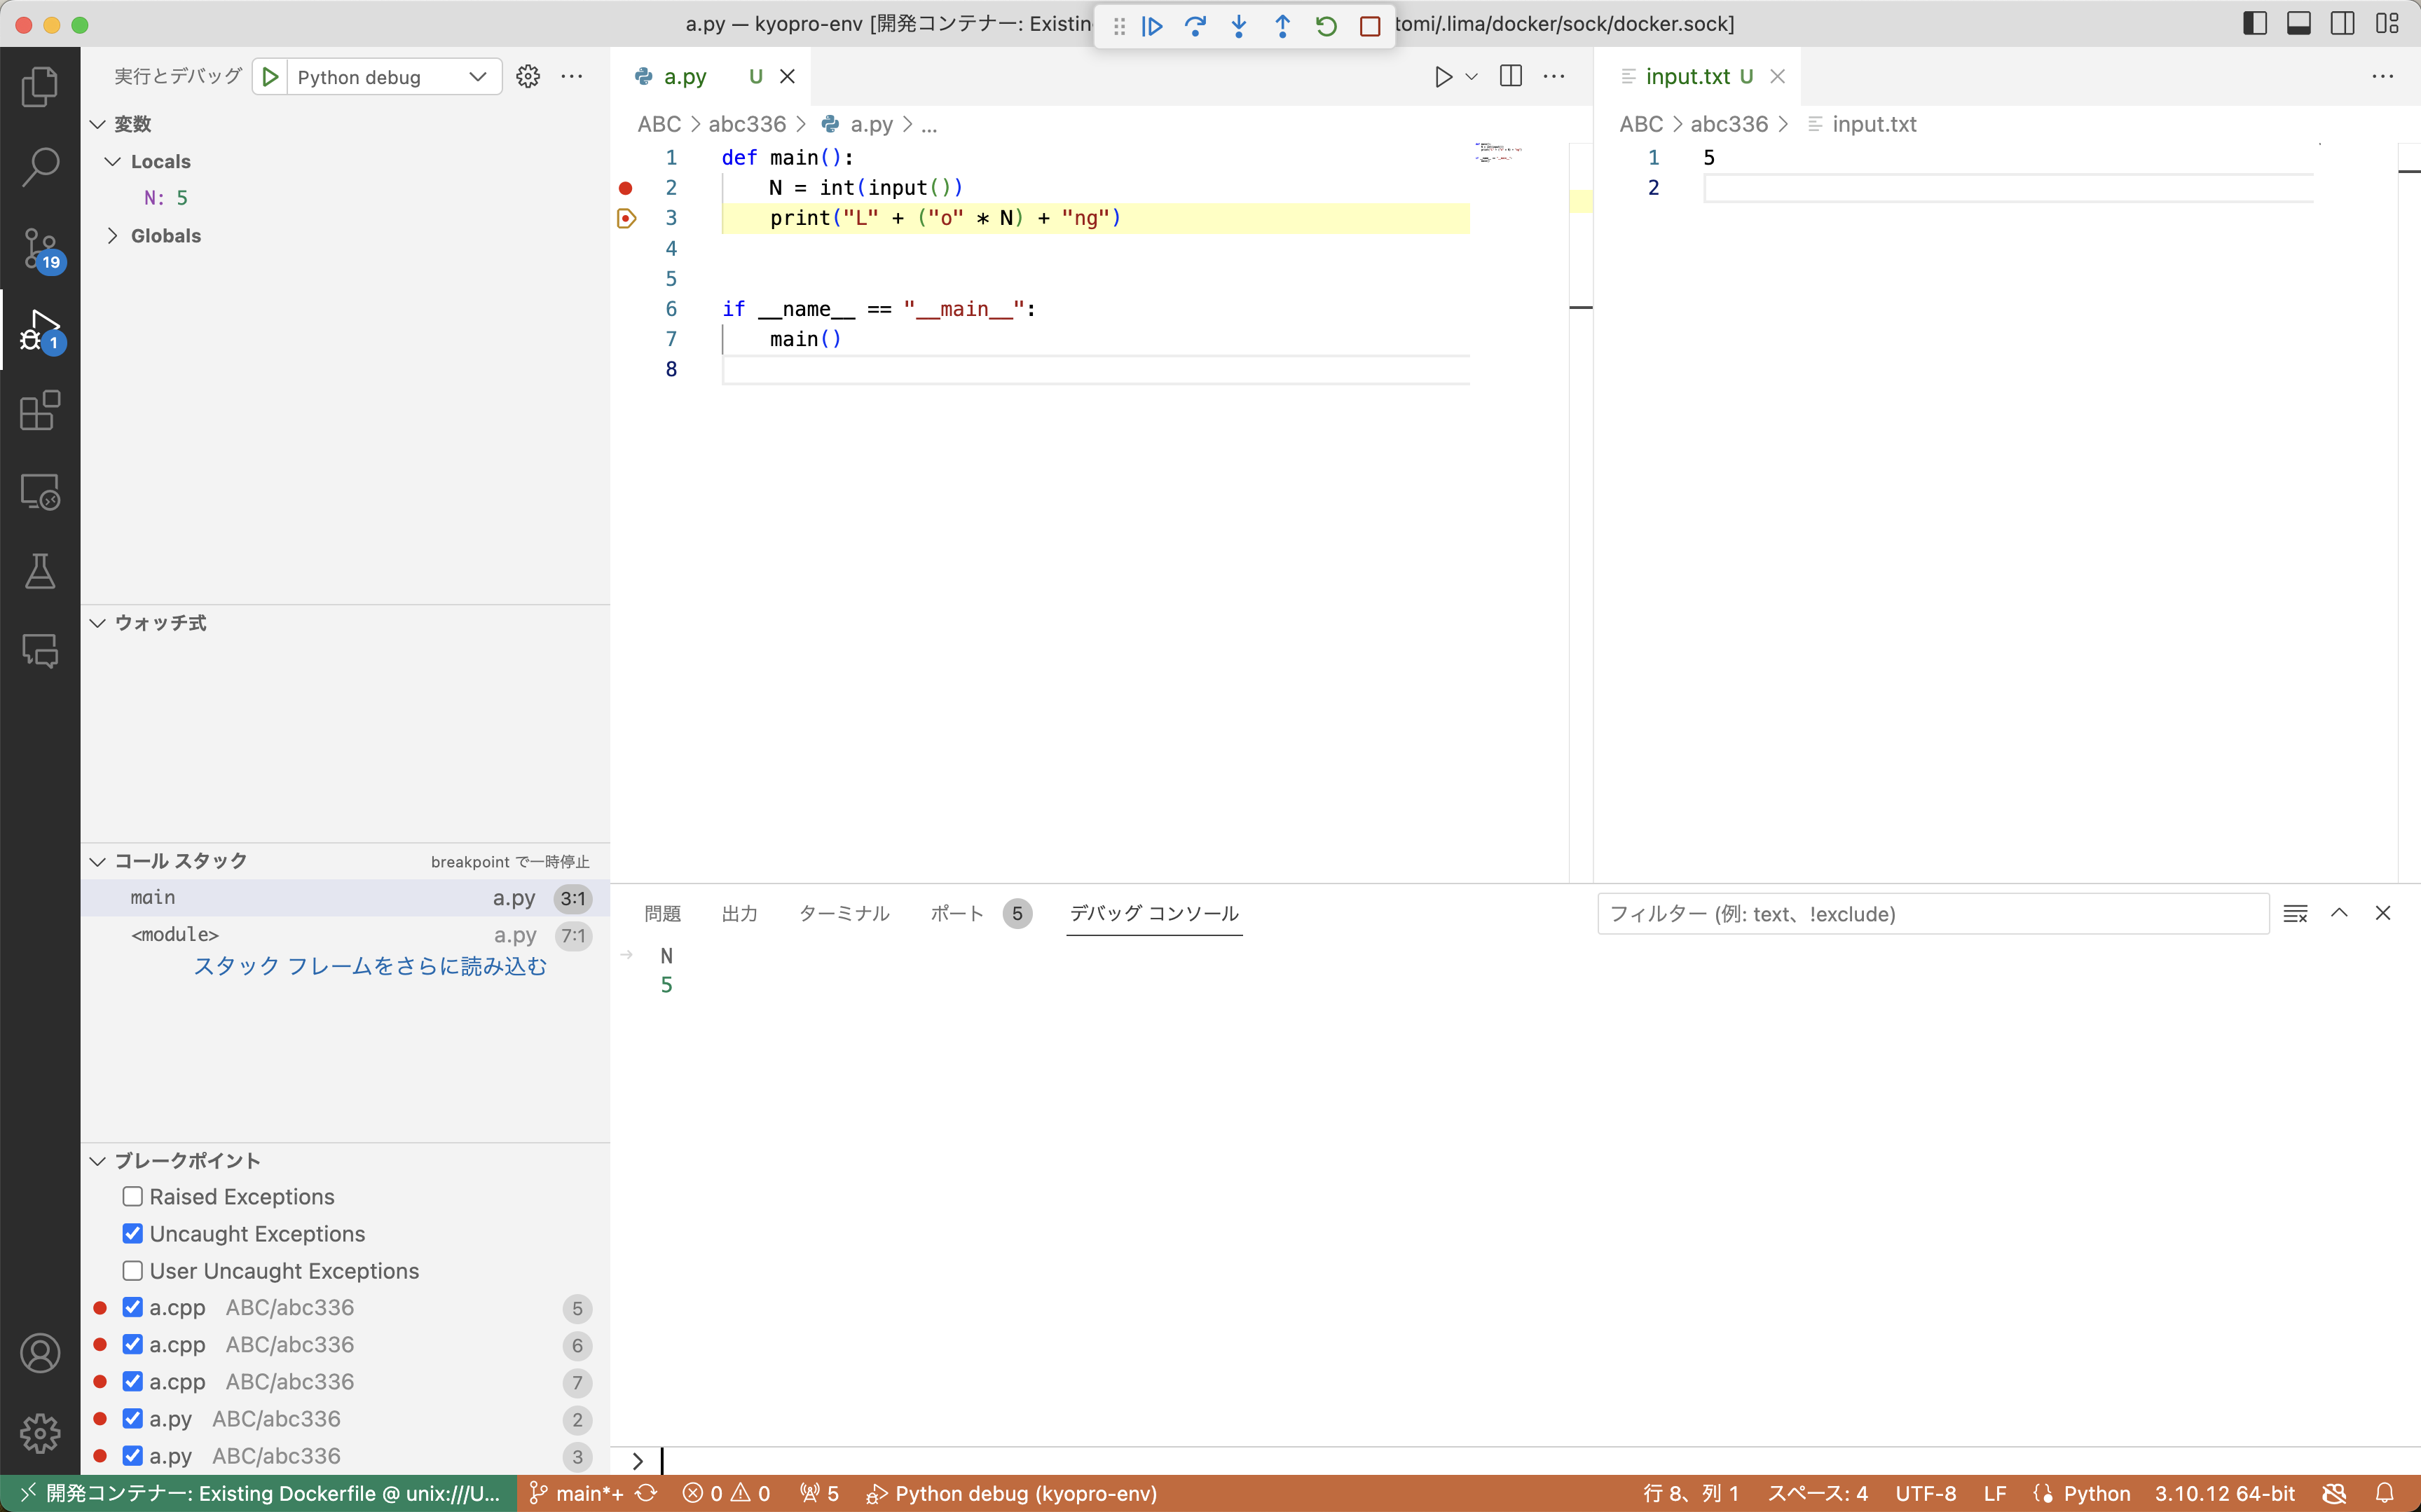 a.py — kyopro-env [開発コンテナー: Existin
tomi/.lima/docker/sock/docker.sock]
実行とデバッグ
Python debug
変数
Locals
N: 5
Globals
ウォッチ式
コール スタック
breakpoint で一時停止
main a.py 3:1
<module> a.py 7:1
スタック フレームをさらに読み込む
ブレークポイント
Raised Exceptions
Uncaught Exceptions
User Uncaught Exceptions
a.cpp ABC/abc336 5
a.cpp ABC/abc336 6
a.cpp ABC/abc336 7
a.py ABC/abc336 2
a.py ABC/abc336 3
19
1
a.py U
ABC > abc336 > a.py > ...
1 def main():
2 N = int(input())
3 print("L" + ("o" * N) + "ng")
4
5
6 if __name__ == "__main__":
7 main()
8
input.txt U
ABC > abc336 > input.txt
1 5
2
問題 出力 ターミナル ポート 5 デバッグ コンソール
フィルター (例: text、!exclude)
N
5
開発コンテナー: Existing Dockerfile @ unix:///U... main*+ 0 0 5 Python debug (kyopro-env) 行 8、列 1 スペース: 4 UTF-8 LF Python 3.10.12 64-bit